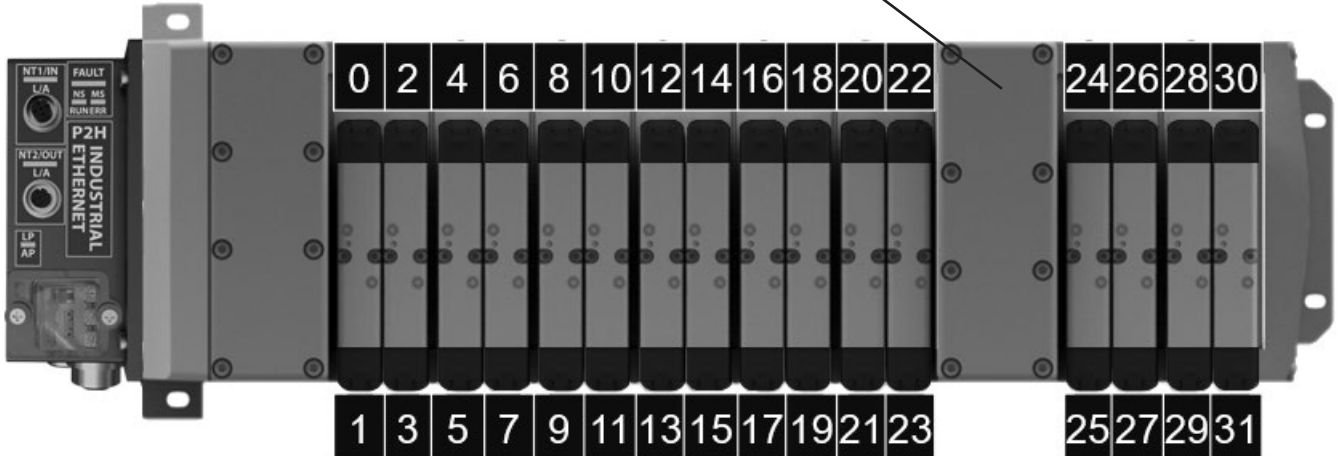 NT1/IN
L/A
NT2/OUT
L/A
LP
AP
FAULT
NS MS
RUN ERR
P2H
INDUSTRIAL
ETHERNET
0 2 4 6 8 10 12 14 16 18 20 22 24 26 28 30
1 3 5 7 9 11 13 15 17 19 21 23 25 27 29 31